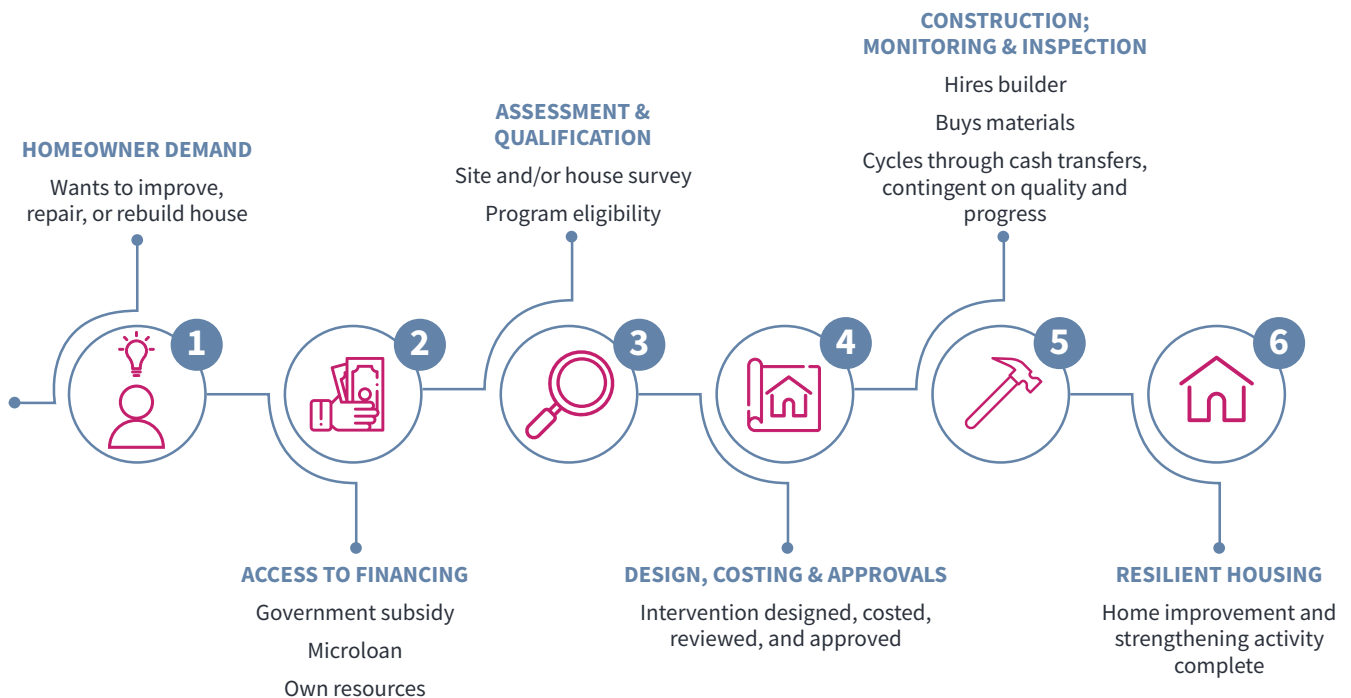 HOMEOWNER DEMAND
Wants to improve,
repair, or rebuild house
1
2
ACCESS TO FINANCING
Government subsidy
Microloan
Own resources
ASSESSMENT &
QUALIFICATION
Site and/or house survey
Program eligibility
3
4
DESIGN, COSTING & APPROVALS
Intervention designed, costed,
reviewed, and approved
CONSTRUCTION;
MONITORING & INSPECTION
Hires builder
Buys materials
Cycles through cash transfers,
contingent on quality and
progress
5
6
RESILIENT HOUSING
Home improvement and
strengthening activity
complete